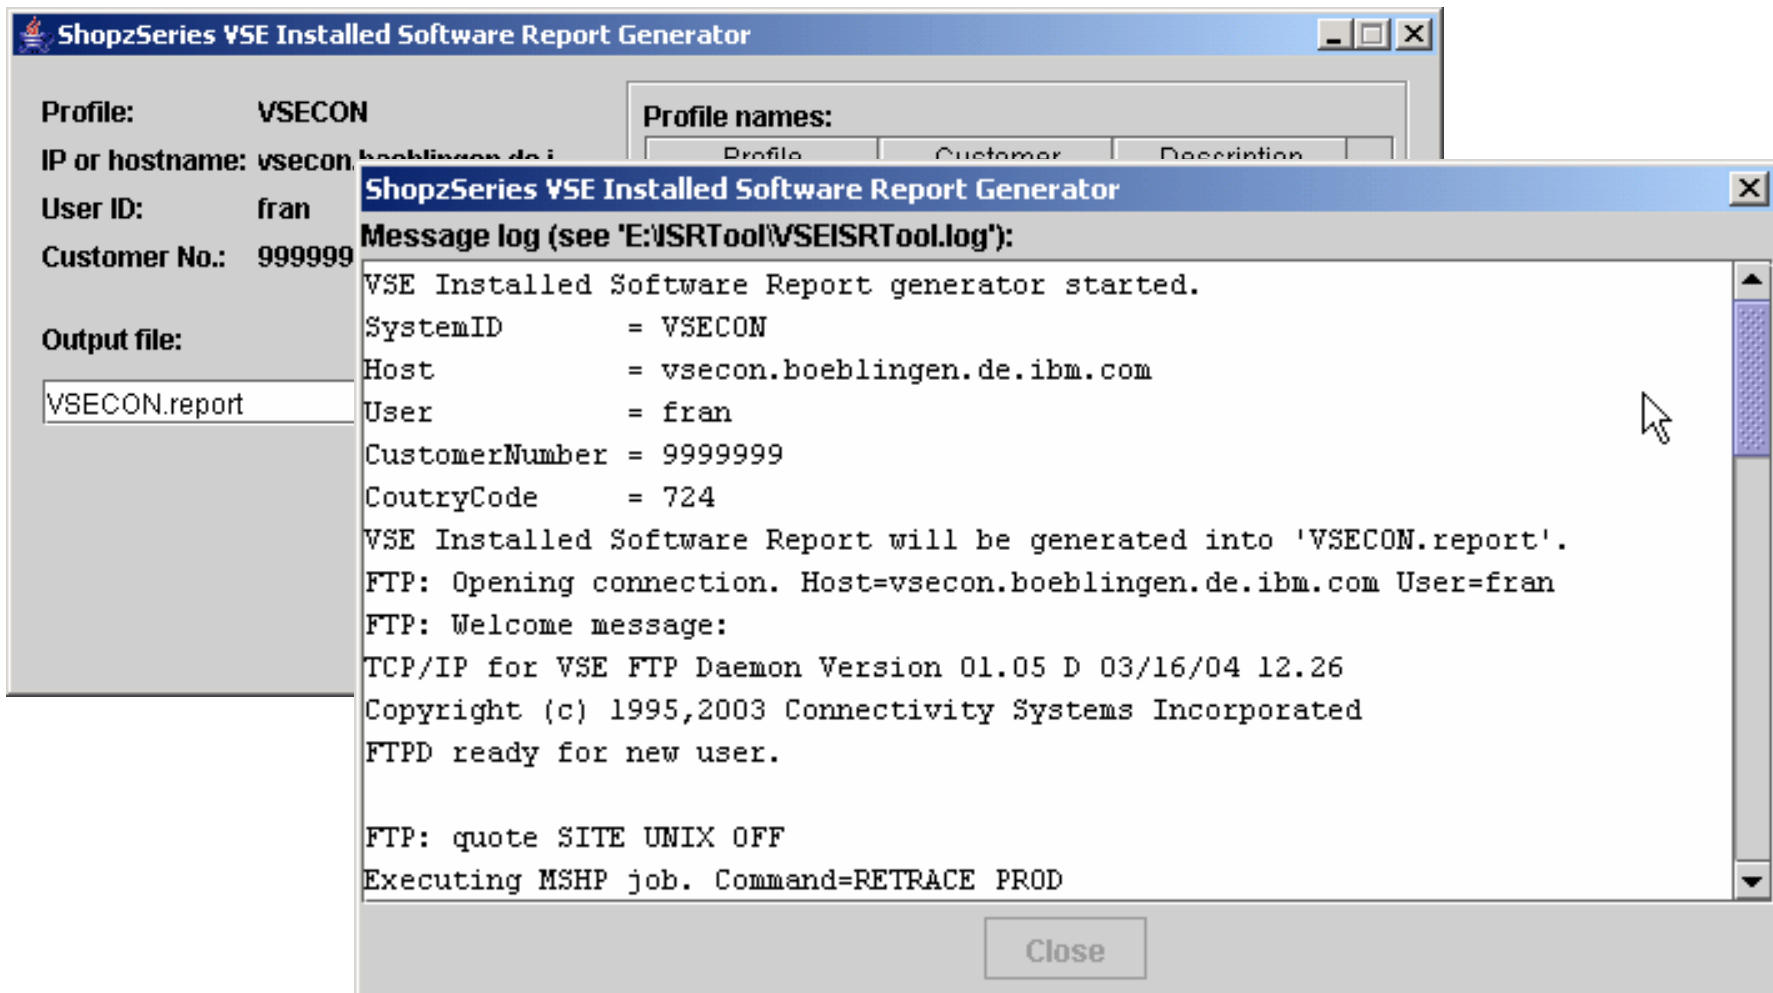 ShopzSeries VSE Installed Software Report Generator
Profile: VSECON
IP or hostname: vsecon.boeblingen.de.i
User ID: fran
Customer No.: 999999
Output file:
VSECON.report
Profile names:
Profile Customer Description
ShopzSeries VSE Installed Software Report Generator
Message log (see 'E:\ISRTool\VSEISRTool.log'):
VSE Installed Software Report generator started.
SystemID = VSECON
Host = vsecon.boeblingen.de.ibm.com
User = fran
CustomerNumber = 9999999
CoutryCode = 724
VSE Installed Software Report will be generated into 'VSECON.report'.
FTP: Opening connection. Host=vsecon.boeblingen.de.ibm.com User=fran
FTP: Welcome message:
TCP/IP for VSE FTP Daemon Version 01.05 D 03/16/04 12.26
Copyright (c) 1995,2003 Connectivity Systems Incorporated
FTPD ready for new user.
FTP: quote SITE UNIX OFF
Executing MSHP job. Command=RETRACE PROD
Close